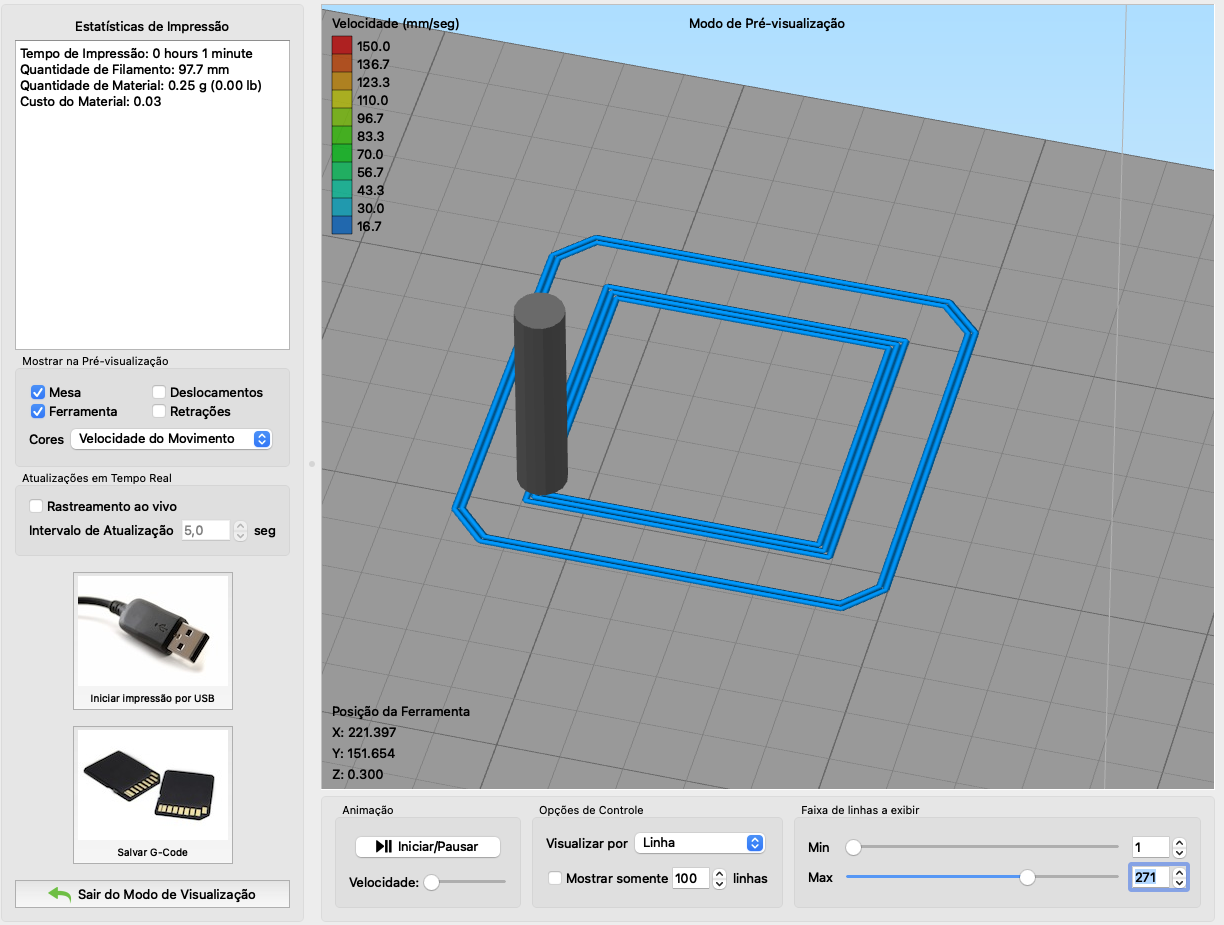 Estatísticas de Impressão
Tempo de Impressão: 0 hours 1 minute
Quantidade de Filamento: 97.7 mm
Quantidade de Material: 0.25 g (0.00 lb)
Custo do Material: 0.03
Mostrar na Pré-visualização
Mesa
Deslocamentos
Ferramenta
Retrações
Cores
Velocidade do Movimento
Atualizações em Tempo Real
Rastreamento ao vivo
Intervalo de Atualização 5,0 seg
Iniciar impressão por USB
Salvar G-Code
Sair do Modo de Visualização
Velocidade (mm/seg)
150.0
136.7
123.3
110.0
96.7
83.3
70.0
56.7
43.3
30.0
16.7
Modo de Pré-visualização
Posição da Ferramenta
X: 221.397
Y: 151.654
Z: 0.300
Animação
Iniciar/Pausar
Velocidade:
Opções de Controle
Visualizar por Linha
Mostrar somente 100 linhas
Faixa de linhas a exibir
Min 1
Max 271